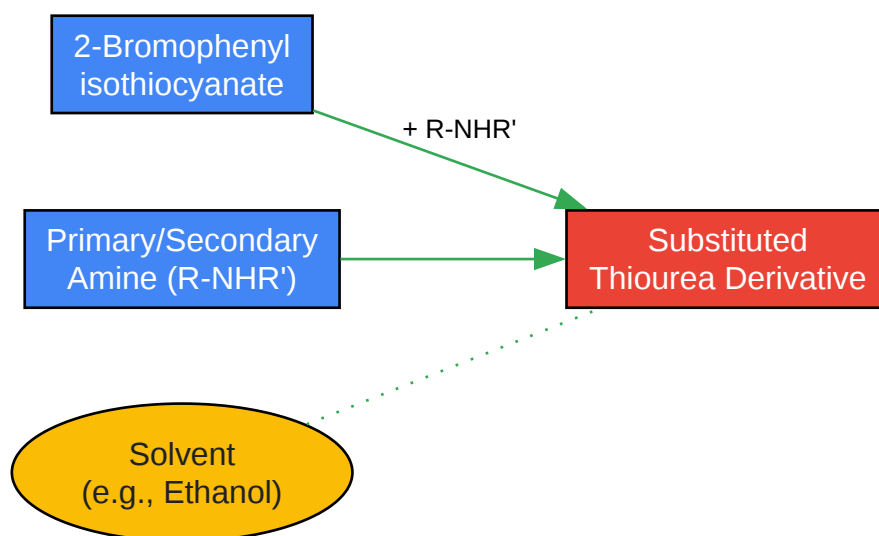 2-Bromophenyl
isothiocyanate
+ R-NHR'
Primary/Secondary
Amine (R-NHR')
Substituted
Thiourea Derivative
Solvent
(e.g., Ethanol)